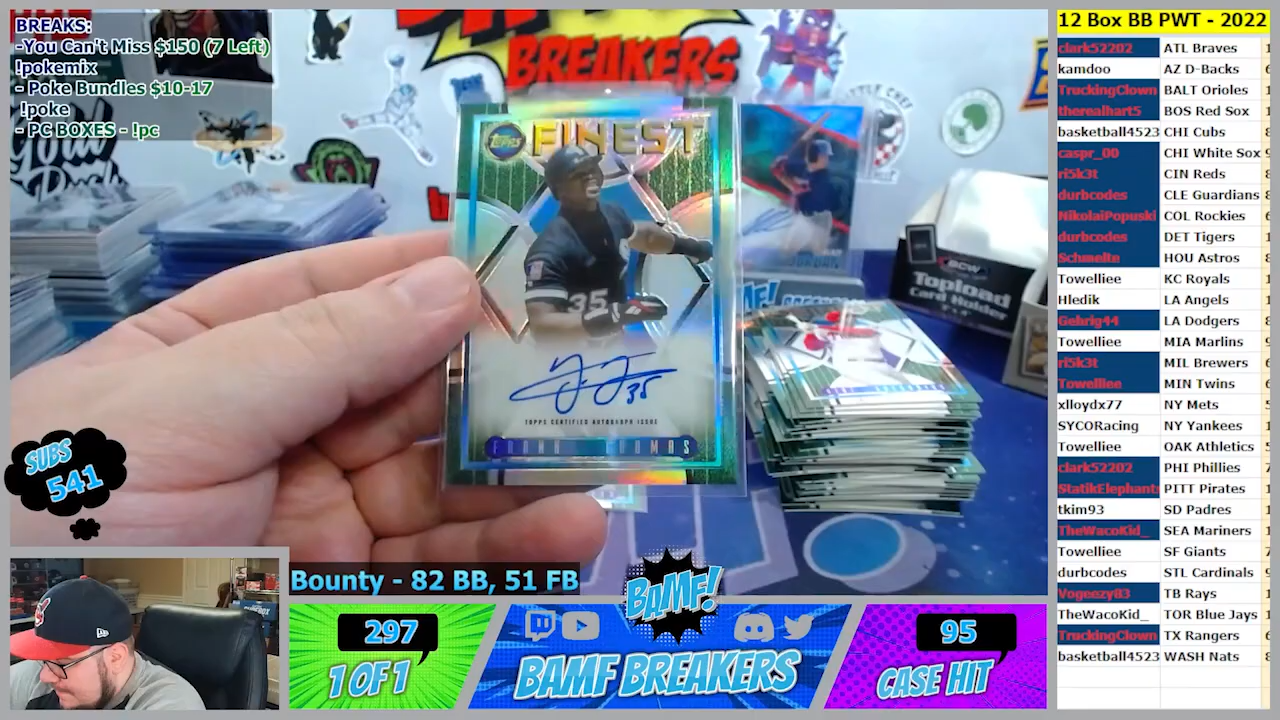 BREAKS:
-You Can't Miss $150 (7 Left)
!pokemix
- Poke Bundles $10-17
!poke
- PC BOXES - !pc
BREAKERS
TOPPS
FINEST
35
35
TOPPS CERTIFIED AUTOGRAPH ISSUE
FRANK THOMAS
BCW
Topload
Card Holder
SUBS
541
Bounty - 82 BB, 51 FB
BAMF!
297
1 OF 1
BAMF BREAKERS
95
CASE HIT
12 Box BB PWT - 2022
clark52202 ATL Braves
kamdoo AZ D-Backs
TruckingClown BALT Orioles
therealhart5 BOS Red Sox
basketball4523 CHI Cubs
caspr_00 CHI White Sox
ri5k3t CIN Reds
durbcodes CLE Guardians
NikolaiPopuski COL Rockies
durbcodes DET Tigers
Schmelte HOU Astros
Towelliee KC Royals
Hledik LA Angels
Gehrig44 LA Dodgers
Towelliee MIA Marlins
ri5k3t MIL Brewers
Towelliee MIN Twins
xlloydx77 NY Mets
SYCORacing NY Yankees
Towelliee OAK Athletics
clark52202 PHI Phillies
StatikElephant PITT Pirates
tkim93 SD Padres
TheWacoKid_ SEA Mariners
Towelliee SF Giants
durbcodes STL Cardinals
Vogeezy83 TB Rays
TheWacoKid_ TOR Blue Jays
TruckingClown TX Rangers
basketball4523 WASH Nats